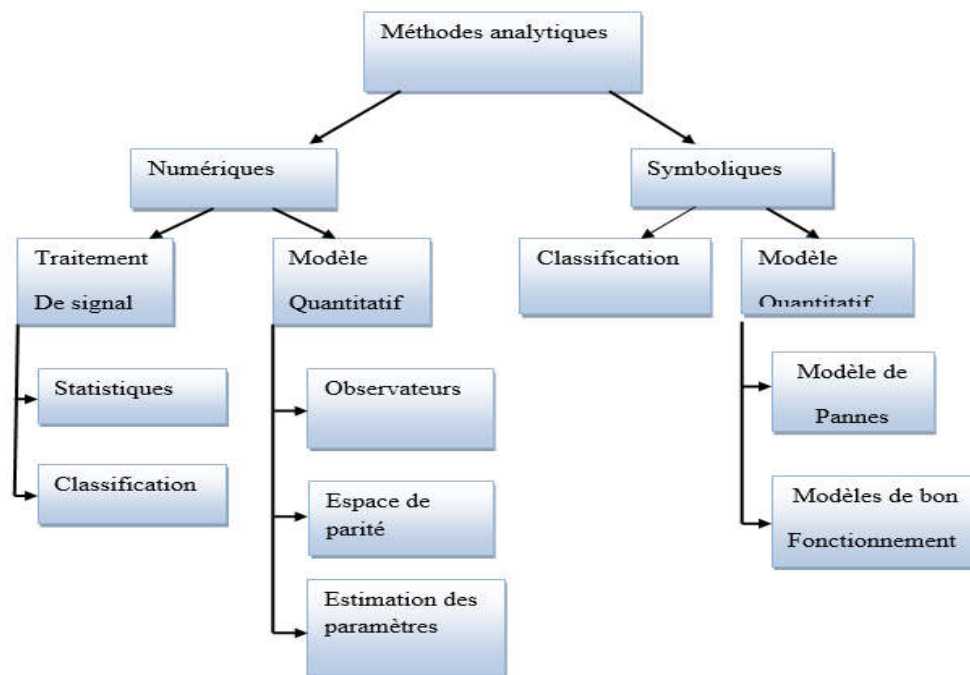 Méthodes analytiques
Numériques
Symboliques
Traitement
De signal
Modèle
Quantitatif
Classification
Modèle
Quantitatif
Statistiques
Classification
Observateurs
Espace de
parité
Estimation des
paramètres
Modèle de
Pannes
Modèles de bon
Fonctionnement